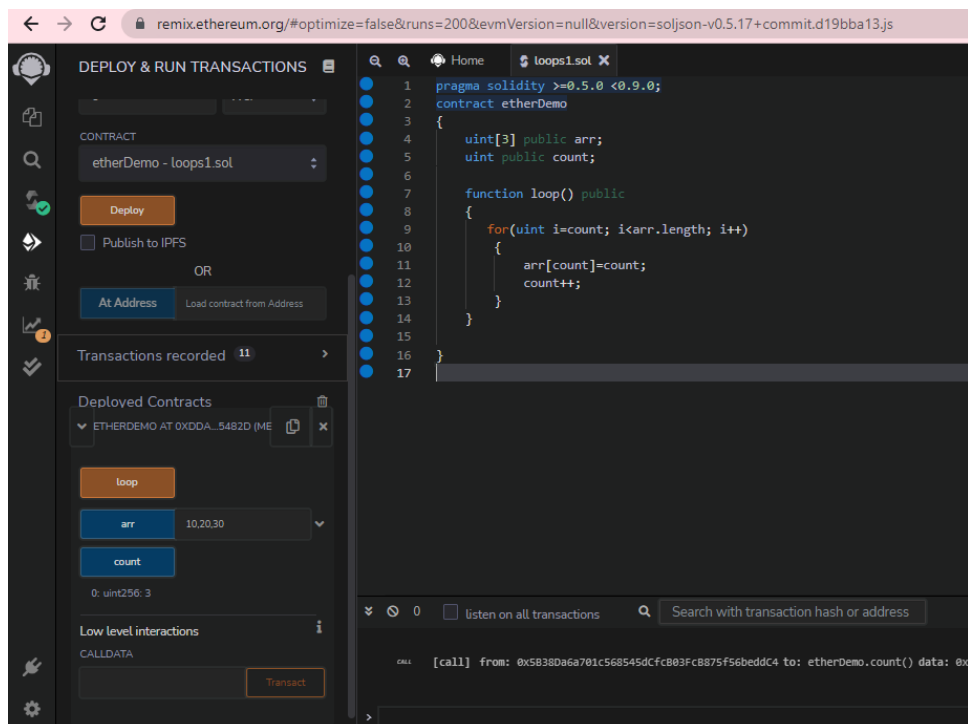 remix.ethereum.org/#optimize=false&runs=200&evmVersion=null&version=soljson-v0.5.17+commit.d19bba13.js
DEPLOY & RUN TRANSACTIONS
CONTRACT
etherDemo - loops1.sol
Deploy
Publish to IPFS
OR
At Address
Load contract from Address
Transactions recorded 11
Deployed Contracts
ETHERDEMO AT 0XDDA...5482D (ME
loop
arr
10,20,30
count
0: uint256: 3
Low level interactions
i
CALLDATA
Transact
1
Home
loops1.sol
1 pragma solidity >=0.5.0 <0.9.0;
2 contract etherDemo
3 {
4 uint[3] public arr;
5 uint public count;
6
7 function loop() public
8 {
9 for(uint i=count; i<arr.length; i++)
10 {
11 arr[count]=count;
12 count++;
13 }
14 }
15
16 }
17
0
listen on all transactions
Search with transaction hash or address
CALL [call] from: 0x5B38Da6a701c568545dCfcB03FcB875f56beddC4 to: etherDemo.count() data: 0x
>